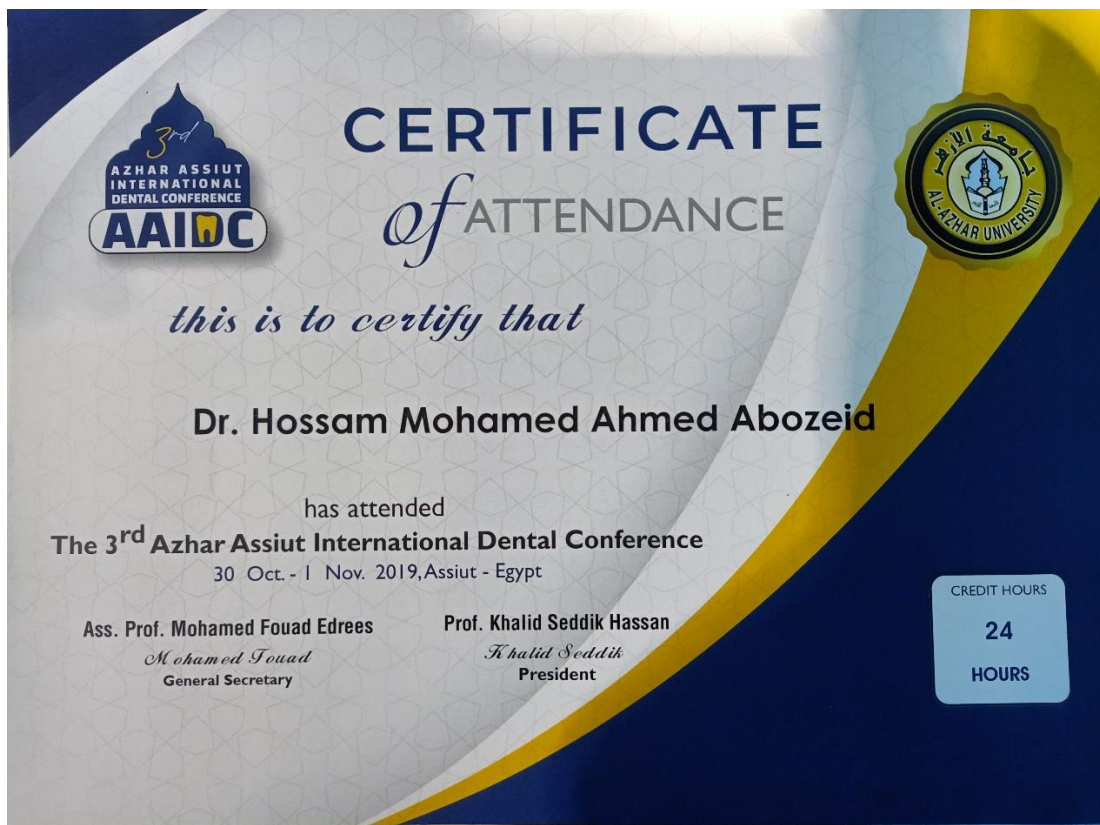 3rd
AZHAR ASSIUT
INTERNATIONAL
DENTAL CONFERENCE
AAIDC
CERTIFICATE
of ATTENDANCE
جامعة الأزهر
AL-AZHAR UNIVERSITY
this is to certify that
Dr. Hossam Mohamed Ahmed Abozeid
has attended
The 3rd Azhar Assiut International Dental Conference
30 Oct. - 1 Nov. 2019, Assiut - Egypt
Ass. Prof. Mohamed Fouad Edrees
Mohamed Fouad
General Secretary
Prof. Khalid Seddik Hassan
Khalid Seddik
President
CREDIT HOURS
24
HOURS